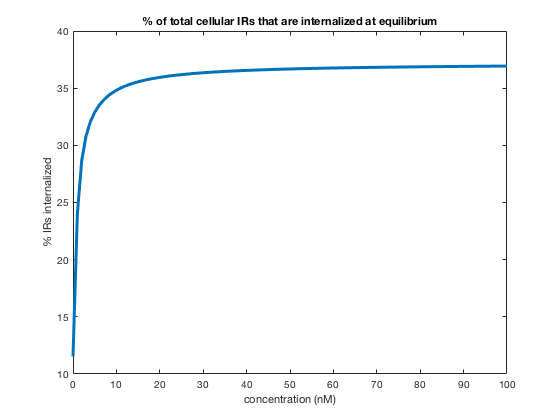 % of total cellular IRs that are internalized at equilibrium
40
35
30
25
20
15
10
% IRs internalized
0 10 20 30 40 50 60 70 80 90 100
concentration (nM)